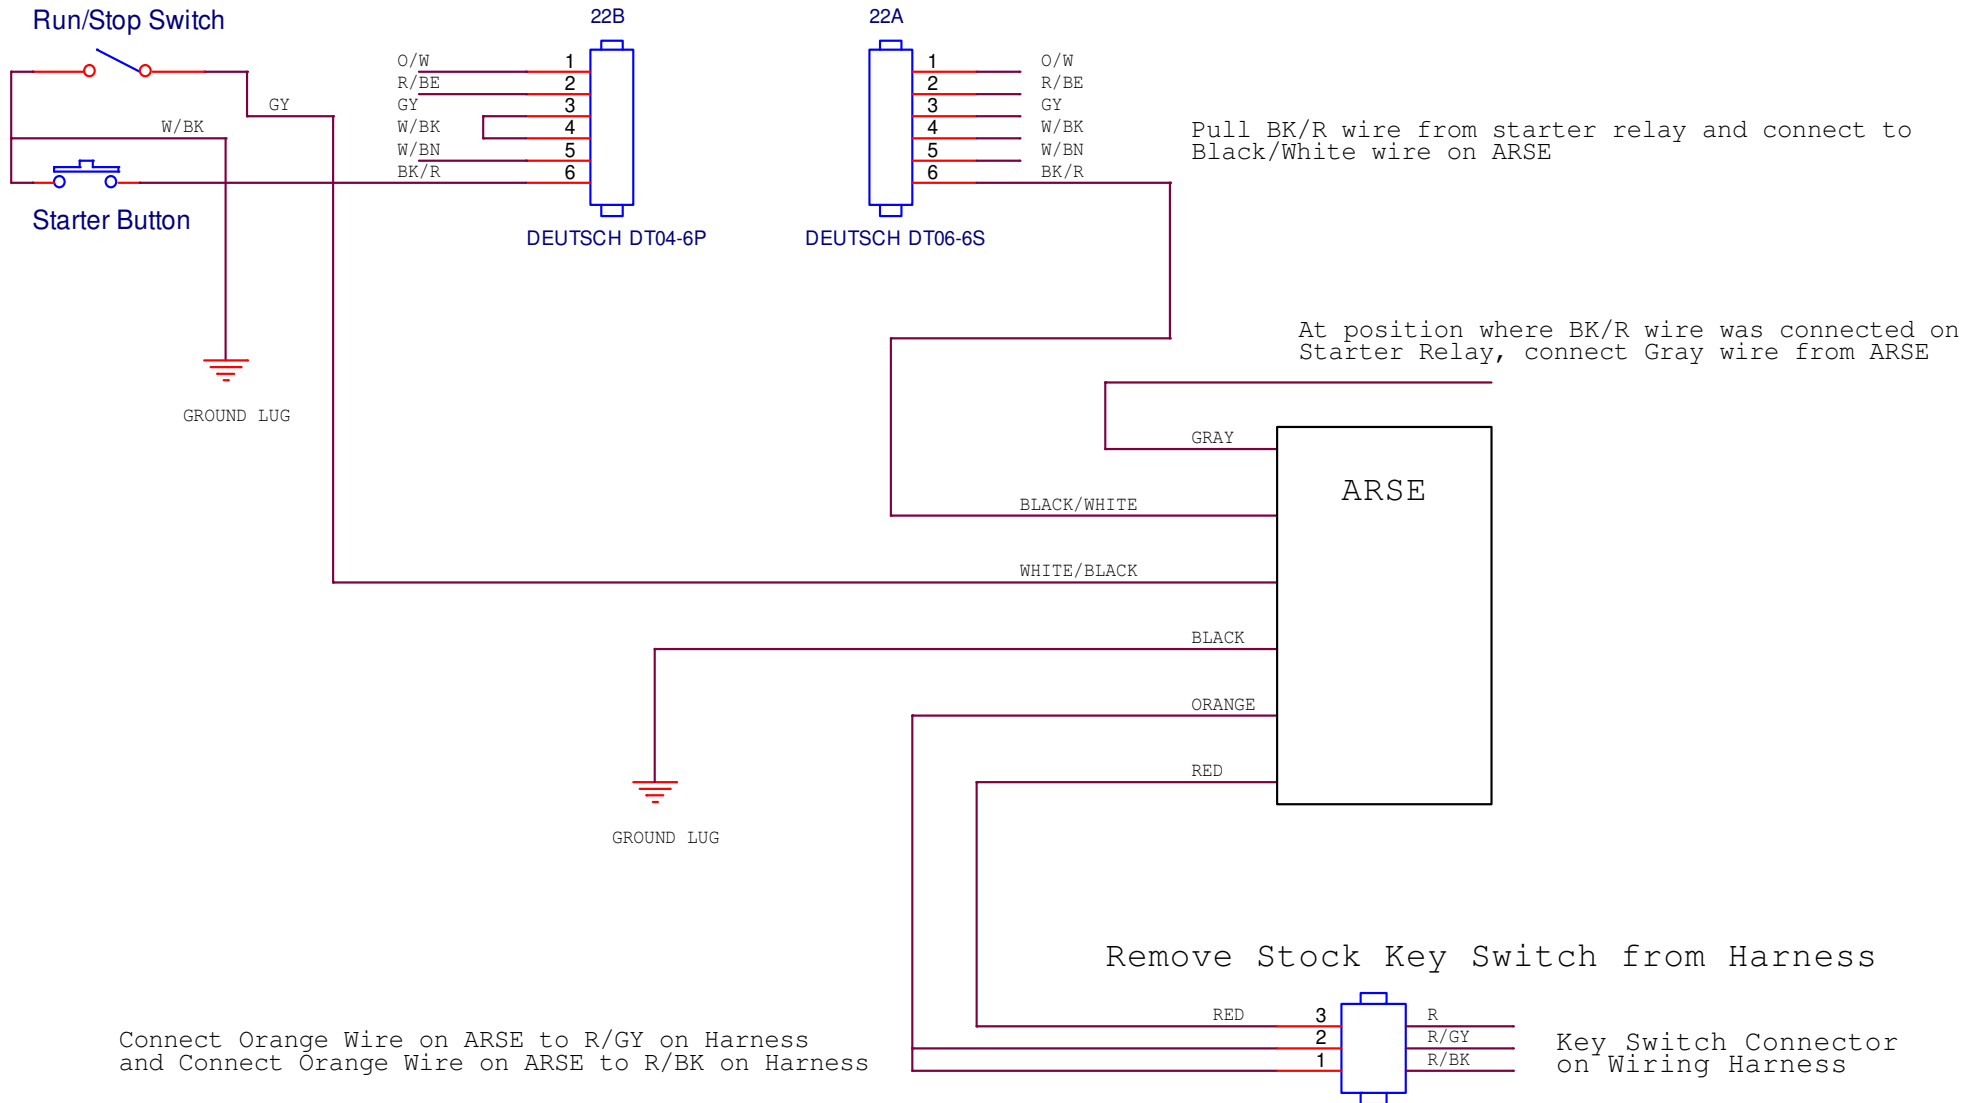 Run/Stop Switch
22B
22A
O/W
1
1
O/W
R/BE
2
2
R/BE
GY
GY
3
3
GY
W/BK
W/BK
4
4
W/BK
W/BN
5
5
W/BN
BK/R
6
6
BK/R
Pull BK/R wire from starter relay and connect to
Black/White wire on ARSE
Starter Button
DEUTSCH DT04-6P
DEUTSCH DT06-6S
At position where BK/R wire was connected on
Starter Relay, connect Gray wire from ARSE
GROUND LUG
GRAY
ARSE
BLACK/WHITE
WHITE/BLACK
BLACK
ORANGE
RED
GROUND LUG
Remove Stock Key Switch from Harness
RED
3
R
2
R/GY
1
R/BK
Key Switch Connector
on Wiring Harness
Connect Orange Wire on ARSE to R/GY on Harness
and Connect Orange Wire on ARSE to R/BK on Harness